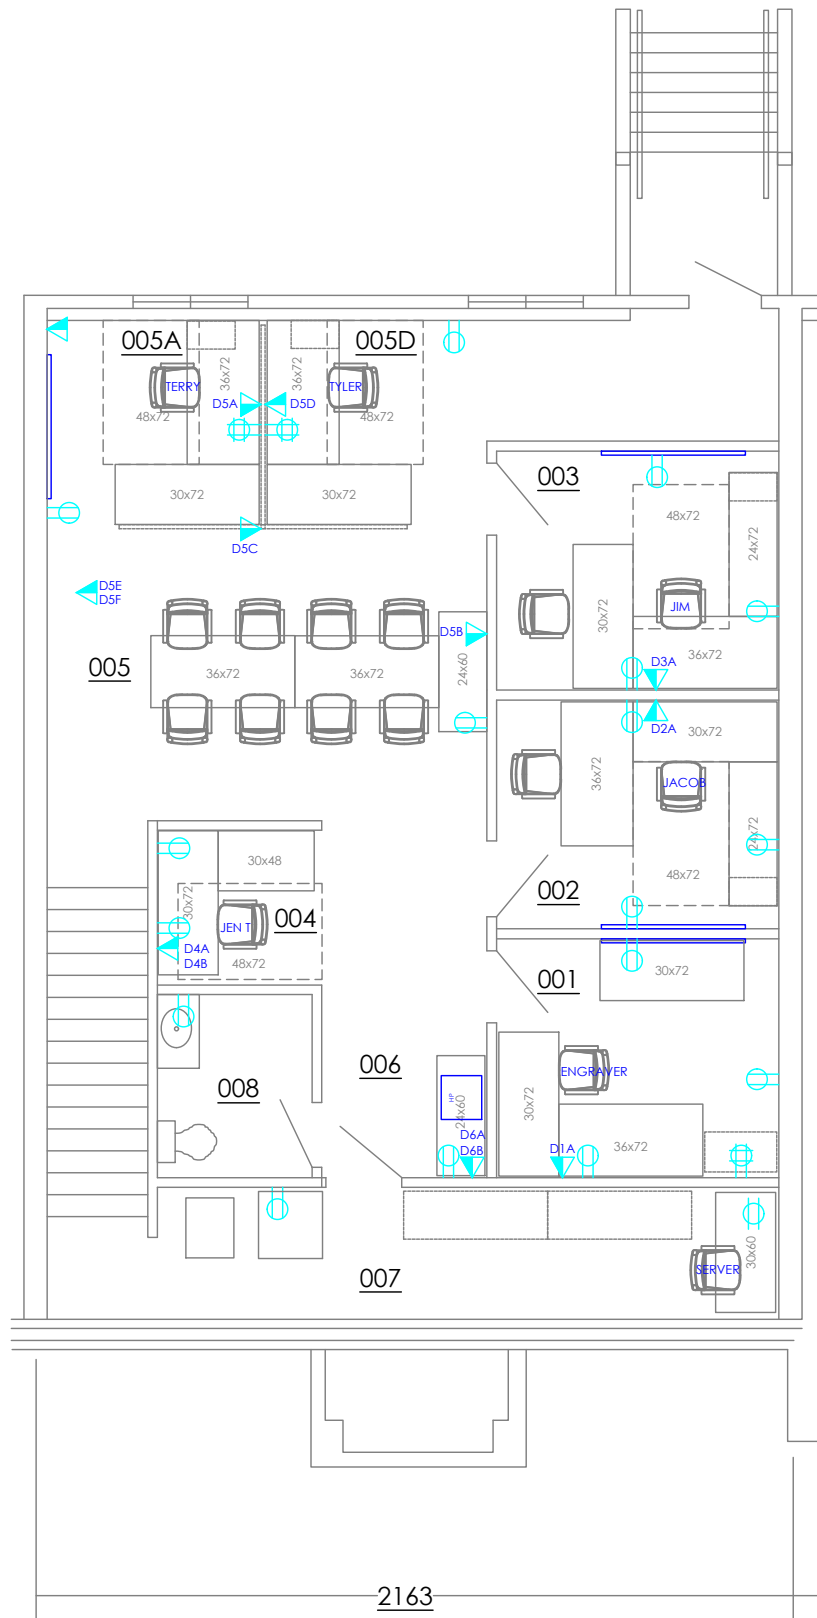 005A
005D
36x72
36x72
TERRY
TYLER
D5A
D5D
48x72
48x72
003
30x72
30x72
48x72
24x72
D5C
D5E
D5F
JIM
30x72
D5B
36x72
D3A
005
36x72
36x72
24x60
D2A
30x72
36x72
JACOB
24x72
30x48
48x72
30x72
004
002
JEN T
D4A
D4B
48x72
001
30x72
006
ENGRAVER
008
HP
24x60
30x72
D6A
D6B
D1A
36x72
007
SERVER
30x60
2163